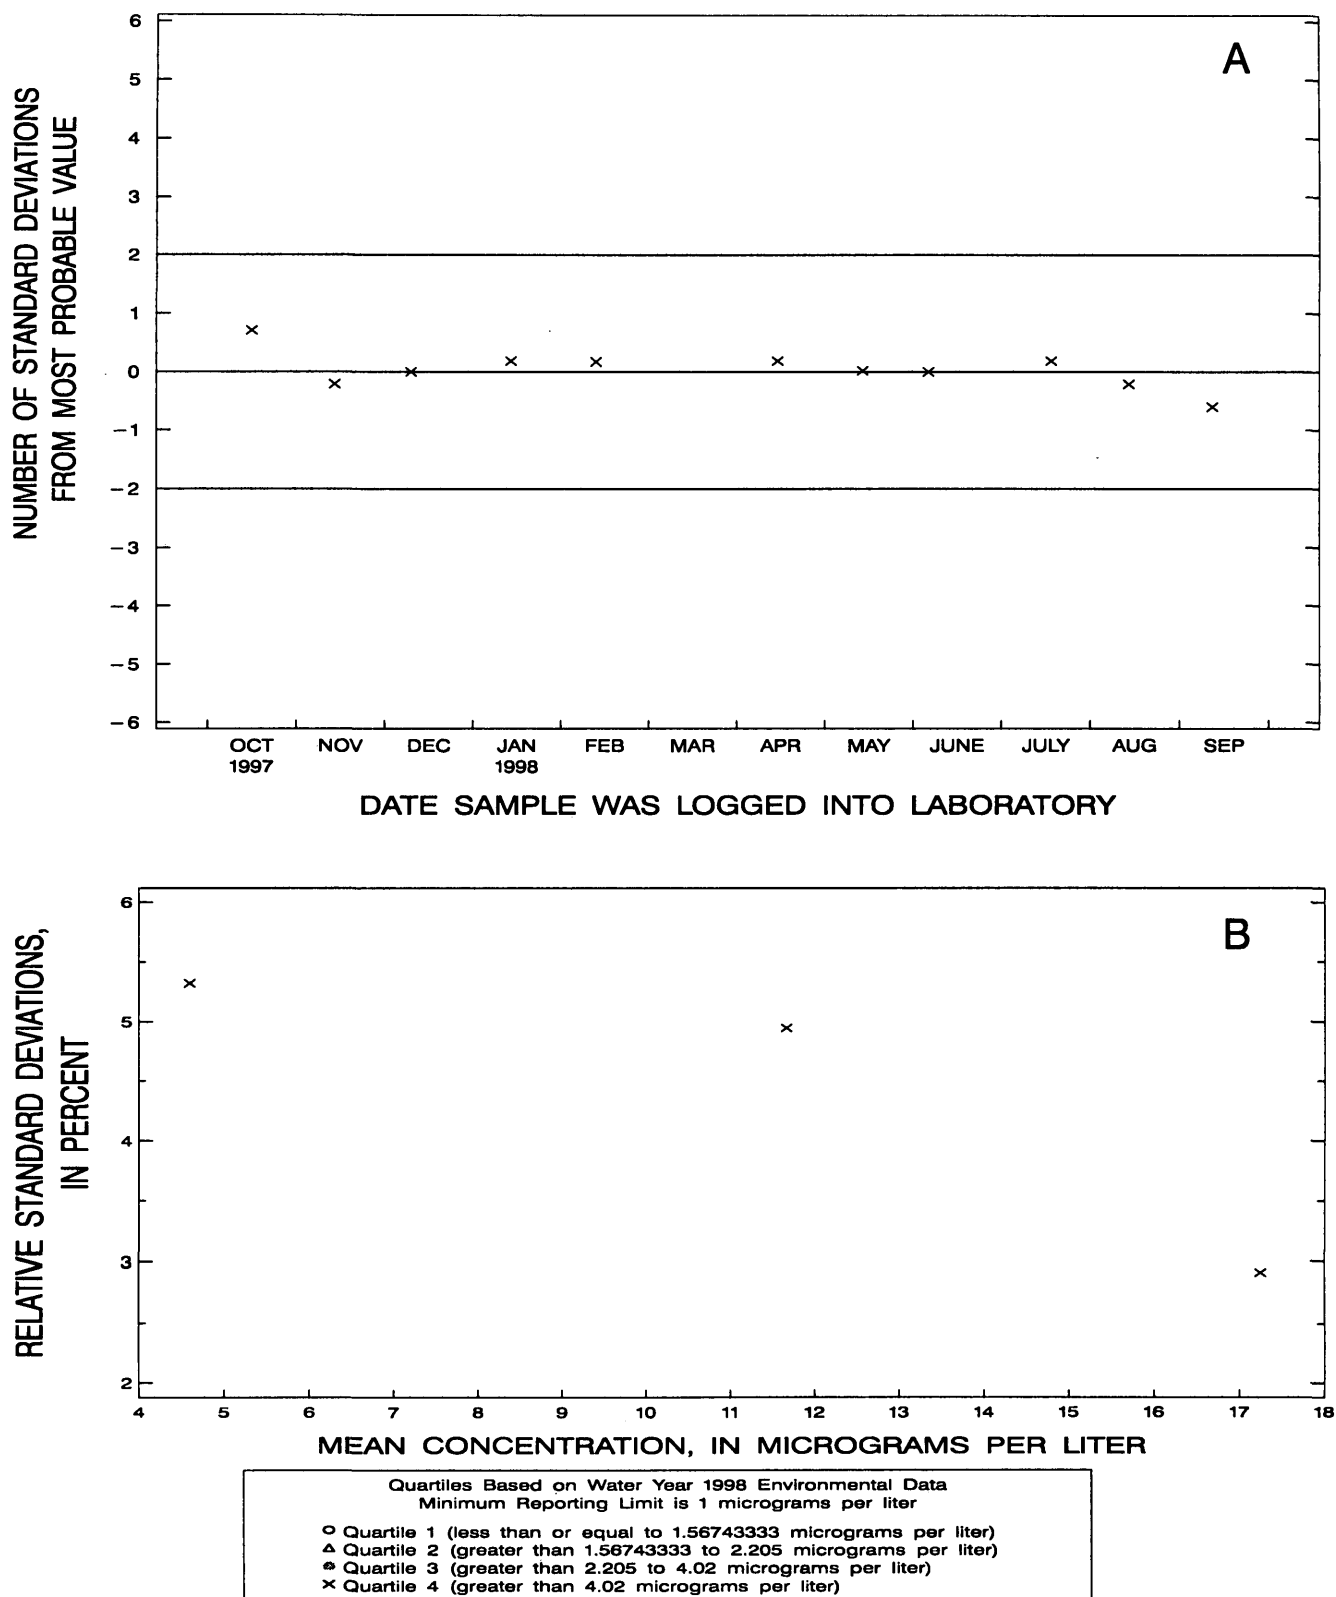 NUMBER OF STANDARD DEVIATIONS
FROM MOST PROBABLE VALUE
6
5
4
3
2
1
0
−1
−2
−3
−4
−5
−6
A
OCT NOV DEC JAN FEB MAR APR MAY JUNE JULY AUG SEP
1997 1998
DATE SAMPLE WAS LOGGED INTO LABORATORY
RELATIVE STANDARD DEVIATIONS,
IN PERCENT
6
5
4
3
2
B
4 5 6 7 8 9 10 11 12 13 14 15 16 17 18
MEAN CONCENTRATION, IN MICROGRAMS PER LITER
Quartiles Based on Water Year 1998 Environmental Data
Minimum Reporting Limit is 1 micrograms per liter
Quartile 1 (less than or equal to 1.56743333 micrograms per liter)
Quartile 2 (greater than 1.56743333 to 2.205 micrograms per liter)
Quartile 3 (greater than 2.205 to 4.02 micrograms per liter)
Quartile 4 (greater than 4.02 micrograms per liter)